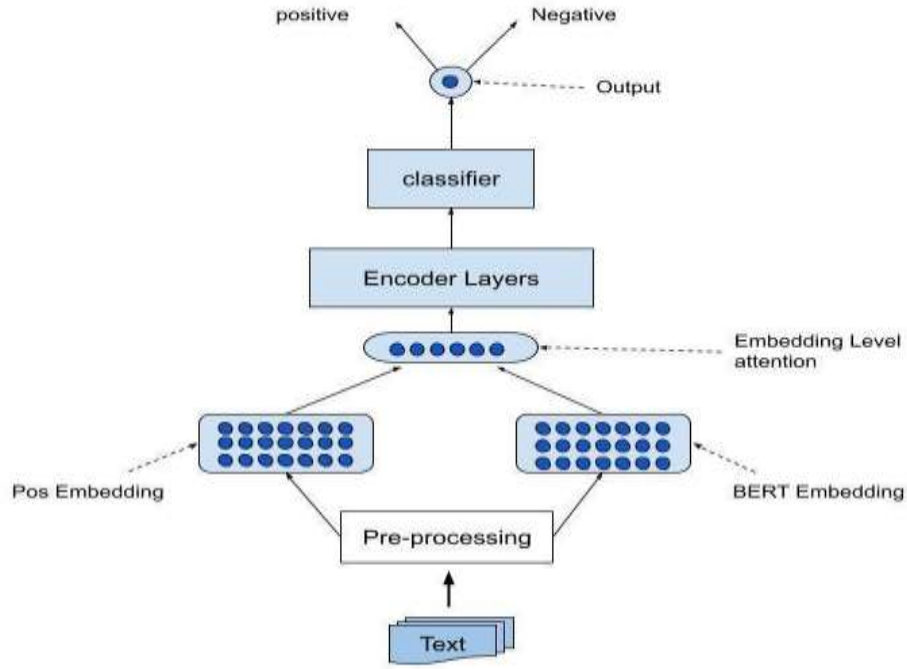 positive
Negative
Output
classifier
Encoder Layers
Embedding Level
attention
Pos Embedding
BERT Embedding
Pre-processing
Text